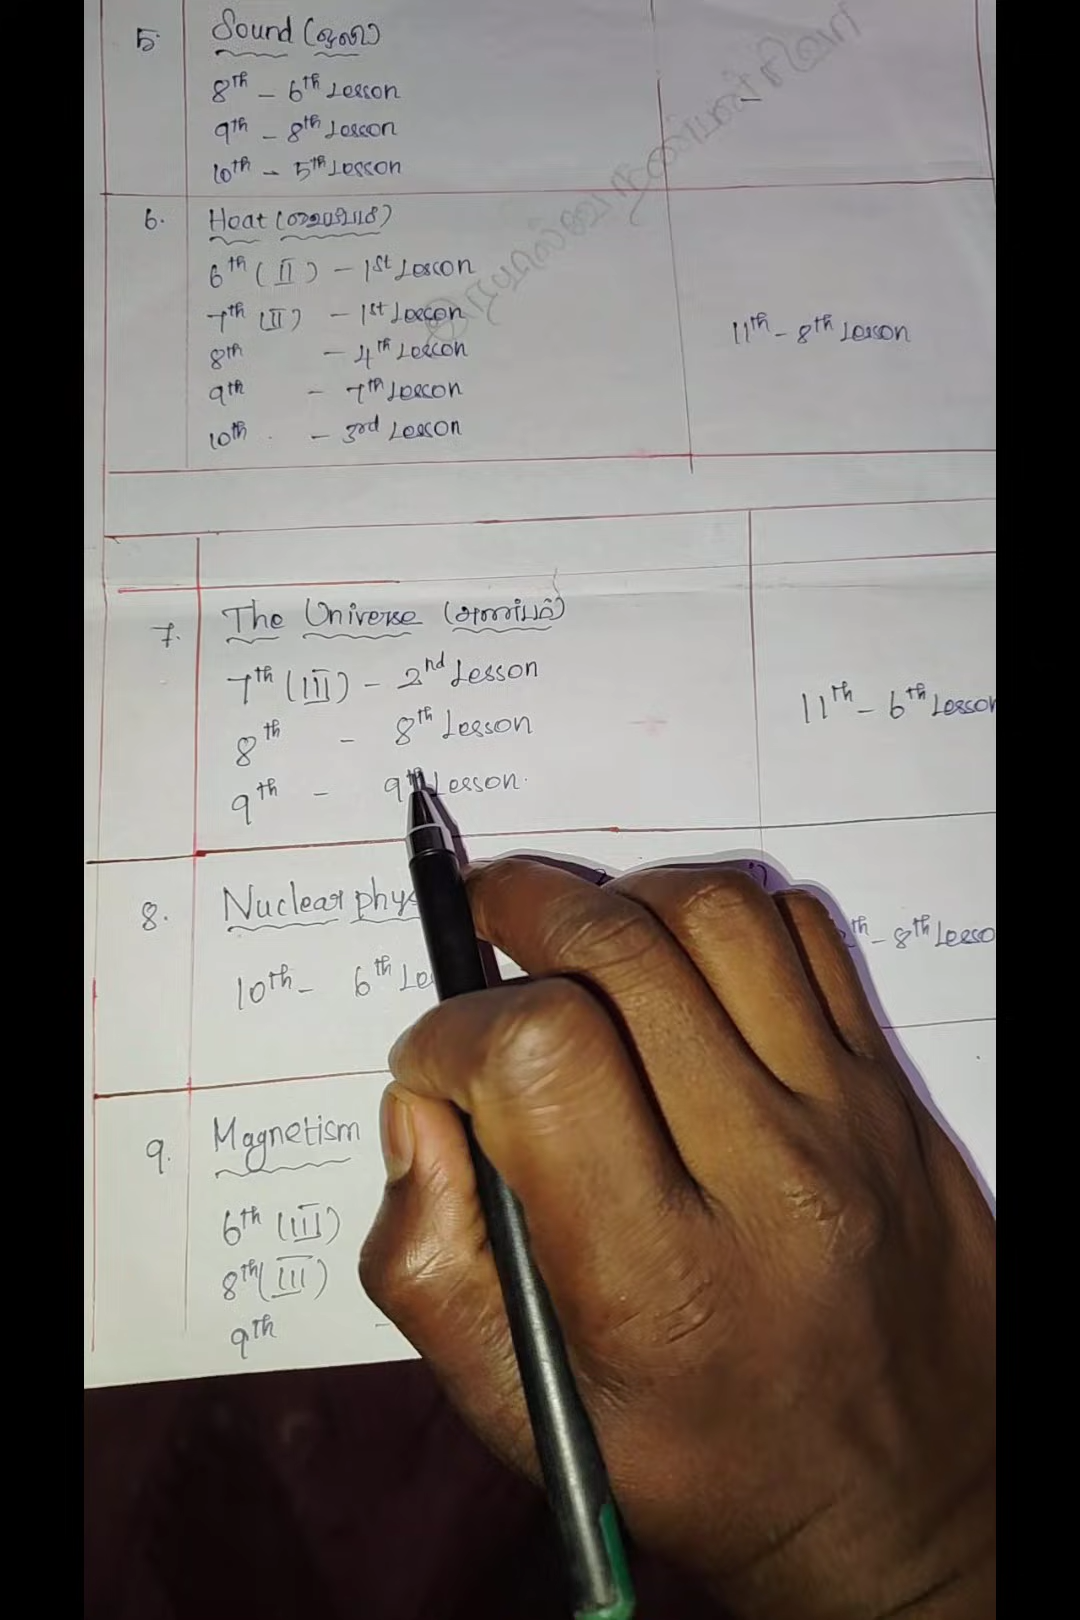 5. Sound (ஒலி)
8th - 6th Lesson
9th - 8th Lesson
10th - 5th Lesson
-
6. Heat (வெப்பம்)
6th (II) - 1st Lesson
7th (II) - 1st Lesson
8th - 4th Lesson
9th - 7th Lesson
10th - 3rd Lesson
11th - 8th Lesson
7. The Universe (அண்டம்)
7th (III) - 2nd Lesson
8th - 8th Lesson
9th - 9th Lesson.
11th - 6th Lesson
8. Nuclear phys
10th - 6th Le
th - 8th Lesso
9. Magnetism
6th (III)
8th (III)
9th -